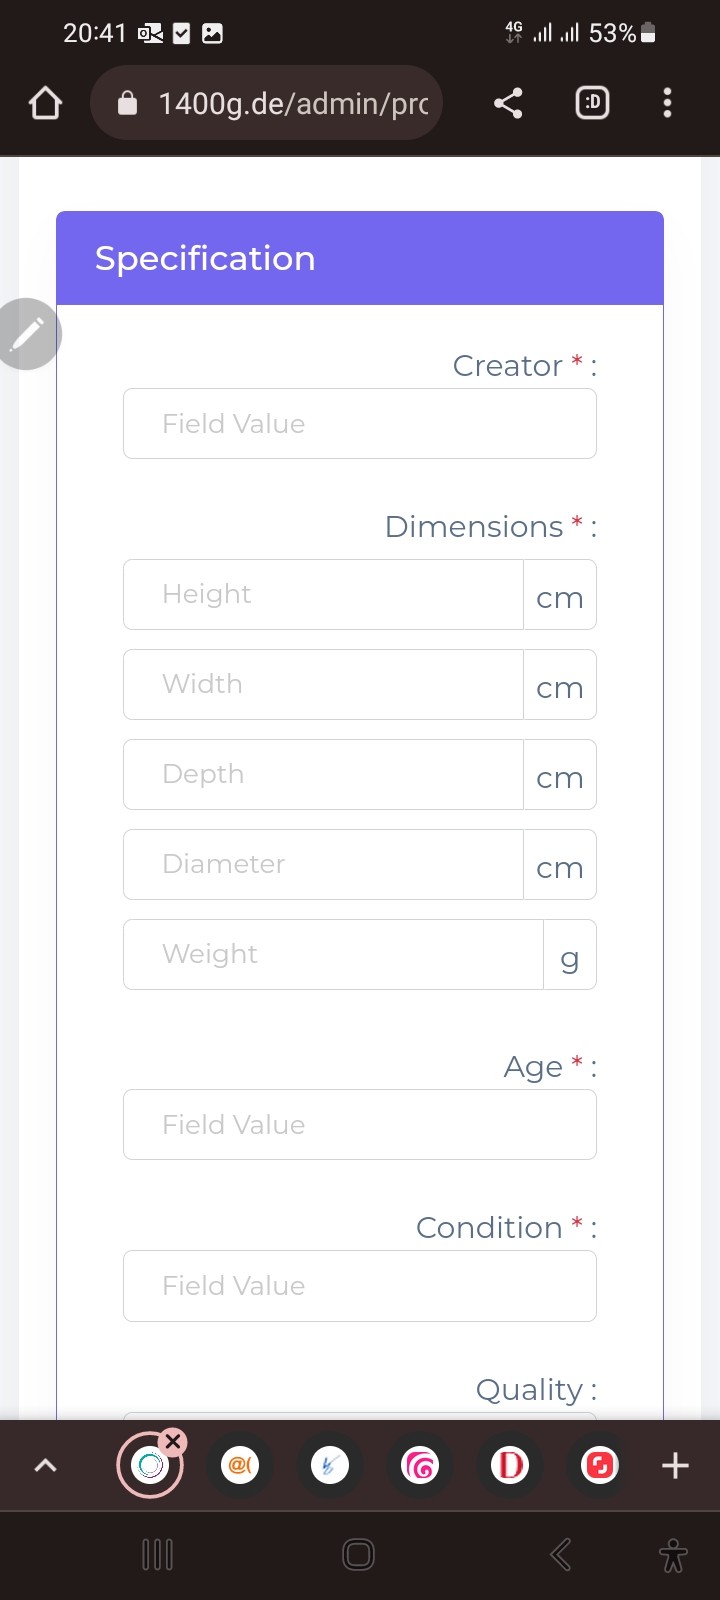 20:41
4G
53%
1400g.de/admin/prc
:D
Specification
Creator * :
Field Value
Dimensions * :
Height
cm
Width
cm
Depth
cm
Diameter
cm
Weight
g
Age * :
Field Value
Condition * :
Field Value
Quality :
@(
D